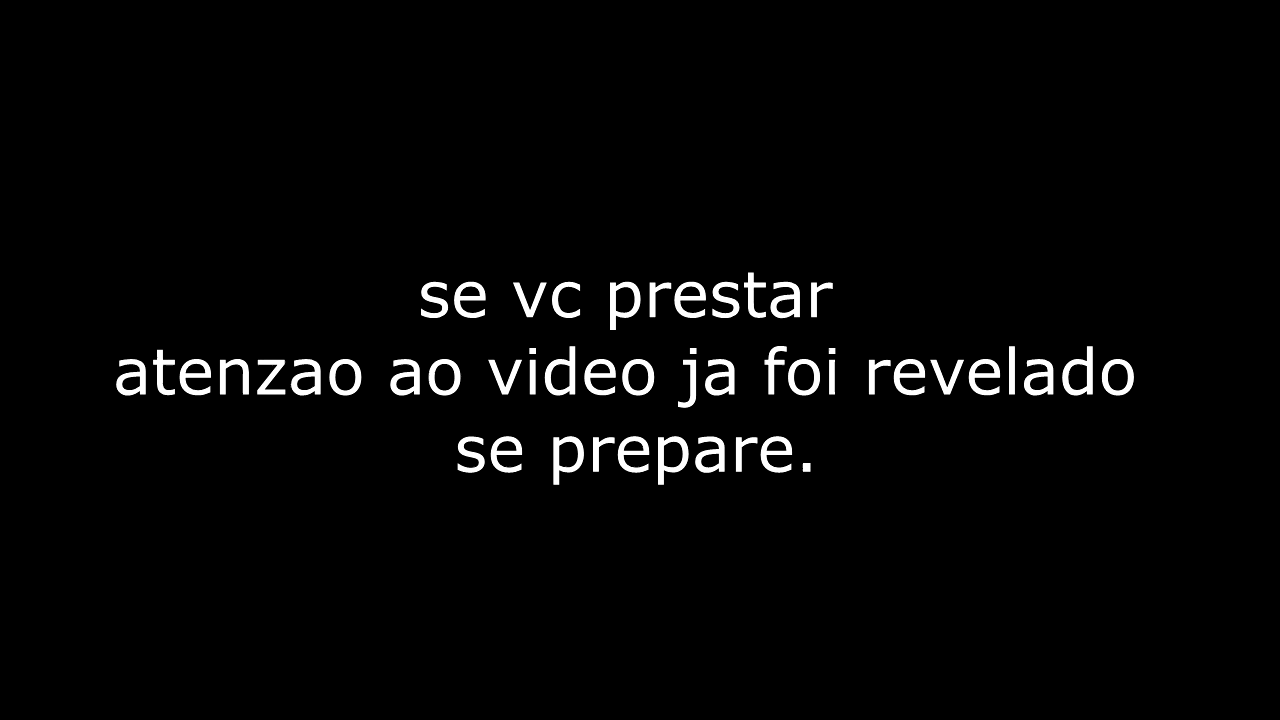 se vc prestar
atenzao ao video ja foi revelado
se prepare.